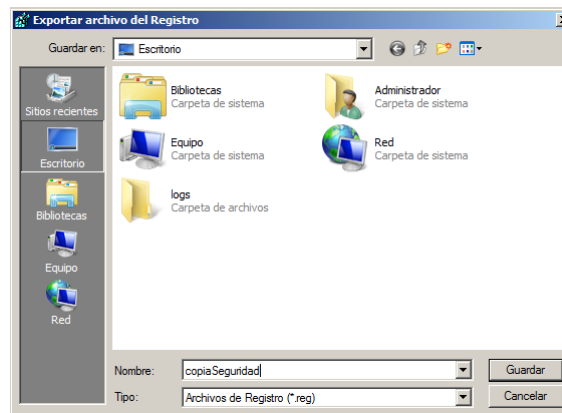 Exportar archivo del Registro
Guardar en:
Escritorio
Sitios recientes
Escritorio
Bibliotecas
Equipo
Red
Bibliotecas
Carpeta de sistema
Administrador
Carpeta de sistema
Equipo
Carpeta de sistema
Red
Carpeta de sistema
logs
Carpeta de archivos
Nombre:
copiaSeguridad
Guardar
Tipo:
Archivos de Registro (*.reg)
Cancelar